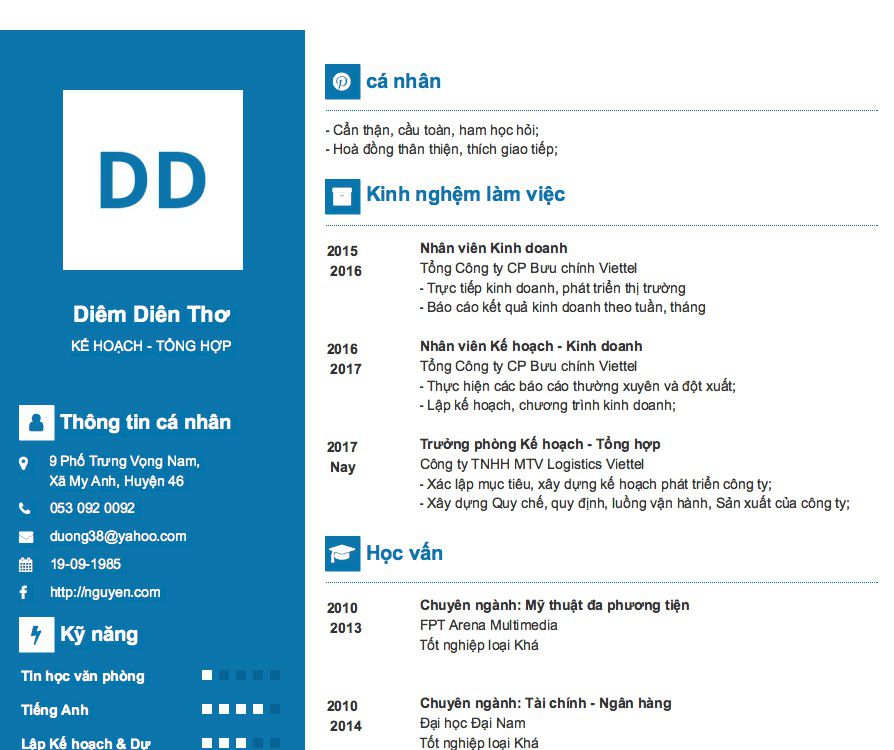 DD
Diêm Diên Thơ
KẾ HOẠCH - TỔNG HỢP
Thông tin cá nhân
9 Phố Trưng Vọng Nam,
Xã My Anh, Huyện 46
053 092 0092
duong38@yahoo.com
19-09-1985
http://nguyen.com
Kỹ năng
Tin học văn phòng
Tiếng Anh
Lập Kế hoạch & Dự
cá nhân
- Cẩn thận, cầu toàn, ham học hỏi;
- Hoà đồng thân thiện, thích giao tiếp;
Kinh nghệm làm việc
2015
2016
Nhân viên Kinh doanh
Tổng Công ty CP Bưu chính Viettel
- Trực tiếp kinh doanh, phát triển thị trường
- Báo cáo kết quả kinh doanh theo tuần, tháng
2016
2017
Nhân viên Kế hoạch - Kinh doanh
Tổng Công ty CP Bưu chính Viettel
- Thực hiện các báo cáo thường xuyên và đột xuất;
- Lập kế hoạch, chương trình kinh doanh;
2017
Nay
Trưởng phòng Kế hoạch - Tổng hợp
Công ty TNHH MTV Logistics Viettel
- Xác lập mục tiêu, xây dựng kế hoạch phát triển công ty;
- Xây dựng Quy chế, quy định, luồng vận hành, Sản xuất của công ty;
Học vấn
2010
2013
Chuyên ngành: Mỹ thuật đa phương tiện
FPT Arena Multimedia
Tốt nghiệp loại Khá
2010
2014
Chuyên ngành: Tài chính - Ngân hàng
Đại học Đại Nam
Tốt nghiệp loại Khá